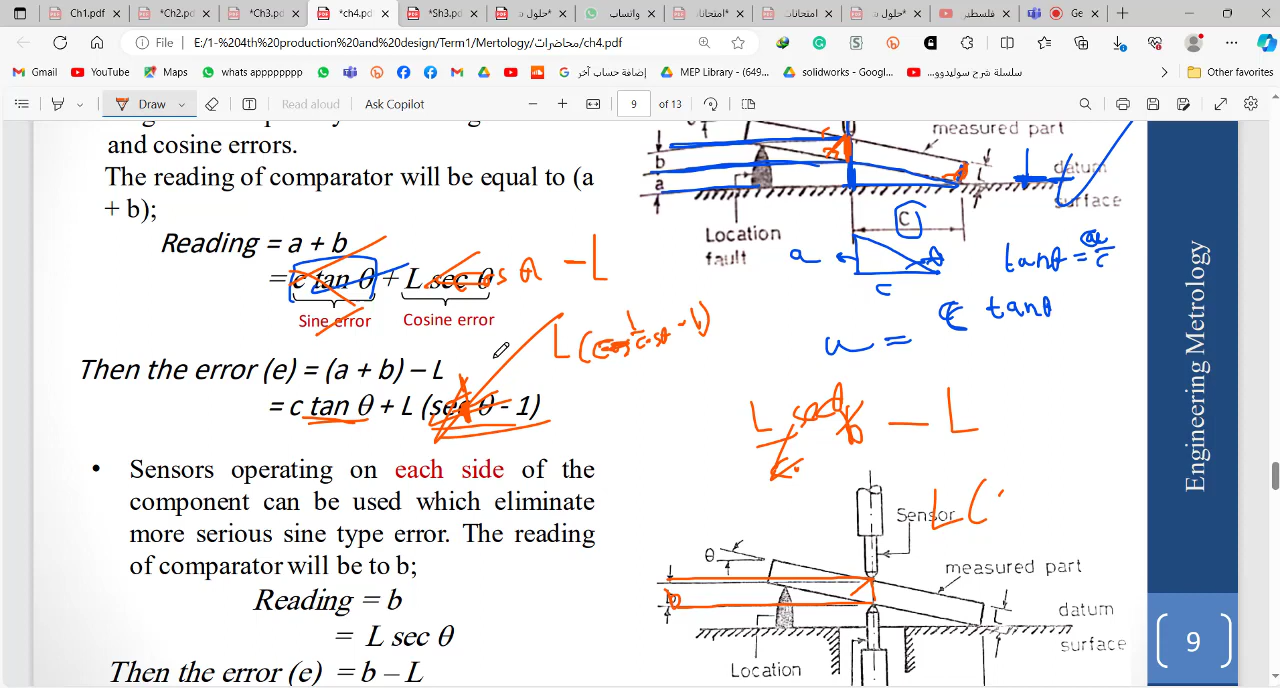 Ch1.pdf
*Ch2.pdf
*Ch3.pdf
*ch4.pdf
*Sh3.pdf
واتساب
فلسطين
Ge
File
E:/1-%204th%20production%20and%20design/Term1/Mertology/محاضرات/ch4.pdf
Gmail
YouTube
Maps
whats appppppp
إضافة حساب آخر
MEP Library - (649...
solidworks - Googl...
سلسلة شرح سوليدوو...
Other favorites
Draw
Read aloud
Ask Copilot
9
of 13
and cosine errors.
The reading of comparator will be equal to (a
+ b);
Reading = a + b
= c tan θ + L sec θ
Sine error
Cosine error
Then the error (e) = (a + b) – L
= c tan θ + L (sec θ - 1)
• Sensors operating on each side of the
component can be used which eliminate
more serious sine type error. The reading
of comparator will be to b;
Reading = b
= L sec θ
Then the error (e) = b – L
measured part
b
a
L
datum
surface
C
Location
fault
a
c
tanθ =
c
tanθ
– L
L
L
secθ
– L
L (
Sensor
θ
measured part
b
L
datum
surface
Location
Engineering Metrology
9